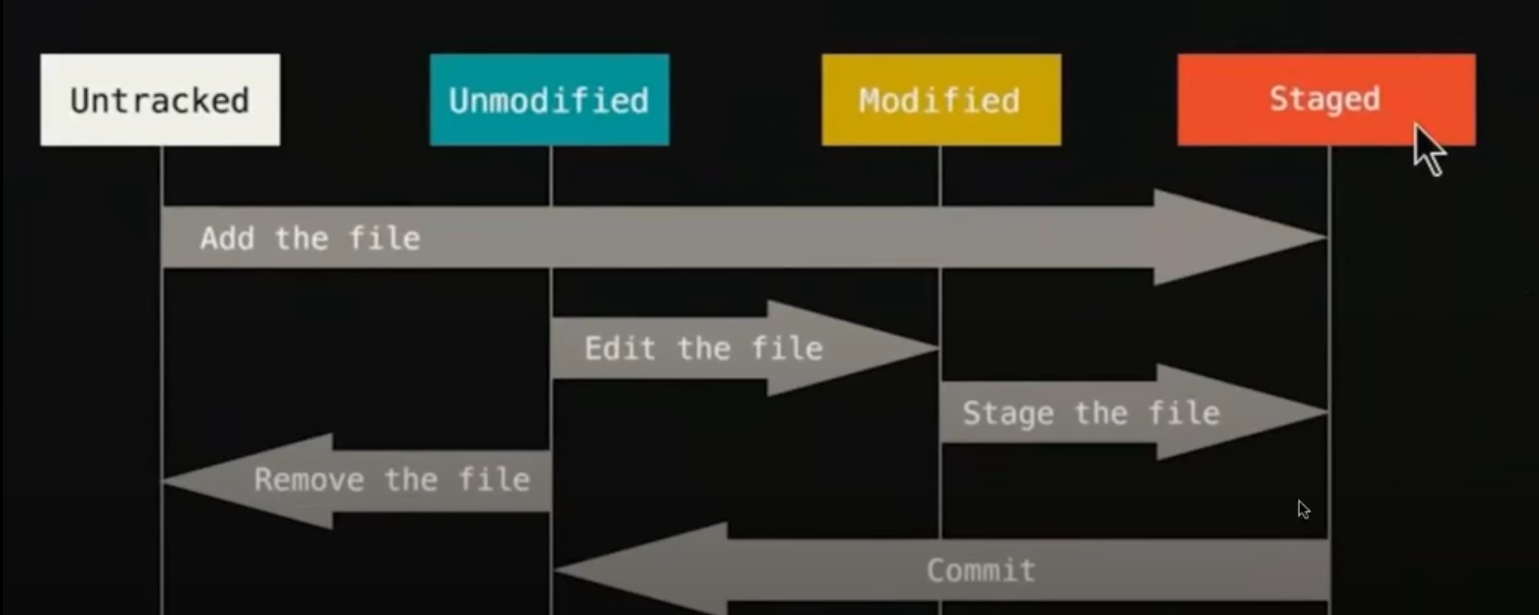 Untracked
Unmodified
Modified
Staged
Add the file
Edit the file
Stage the file
Remove the file
Commit